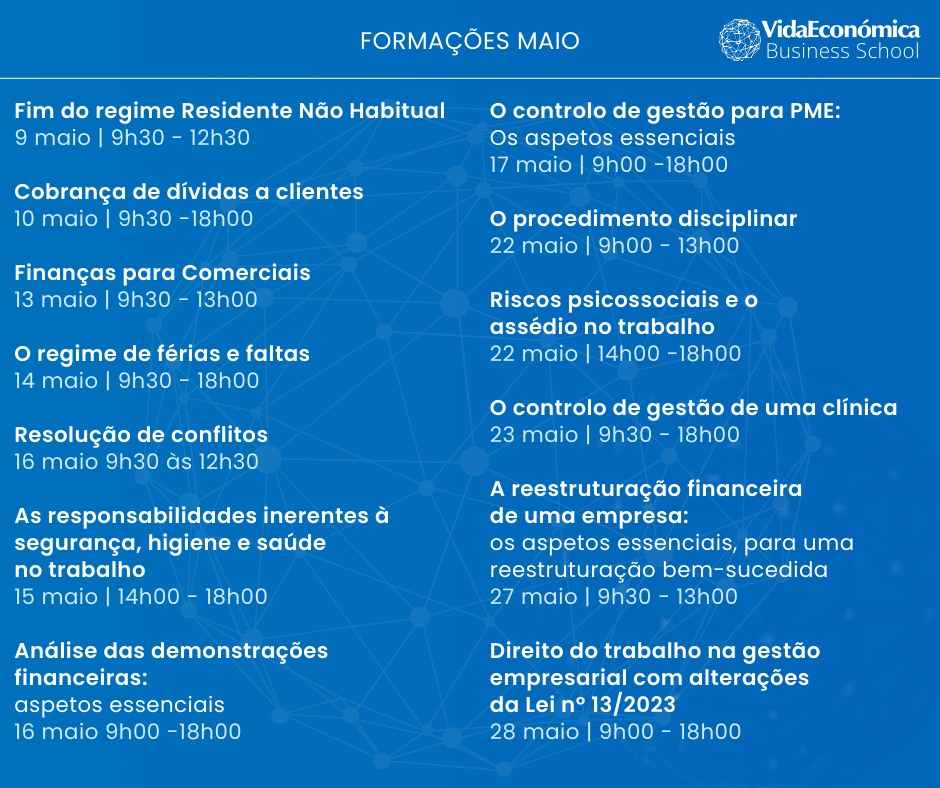 FORMAÇÕES MAIO
VidaEconómica
Business School
Fim do regime Residente Não Habitual
9 maio | 9h30 - 12h30
Cobrança de dívidas a clientes
10 maio | 9h30 -18h00
Finanças para Comerciais
13 maio | 9h30 - 13h00
O regime de férias e faltas
14 maio | 9h30 - 18h00
Resolução de conflitos
16 maio 9h30 às 12h30
As responsabilidades inerentes à
segurança, higiene e saúde
no trabalho
15 maio | 14h00 - 18h00
Análise das demonstrações
financeiras:
aspetos essenciais
16 maio 9h00 -18h00
O controlo de gestão para PME:
Os aspetos essenciais
17 maio | 9h00 -18h00
O procedimento disciplinar
22 maio | 9h00 - 13h00
Riscos psicossociais e o
assédio no trabalho
22 maio | 14h00 -18h00
O controlo de gestão de uma clínica
23 maio | 9h30 - 18h00
A reestruturação financeira
de uma empresa:
os aspetos essenciais, para uma
reestruturação bem-sucedida
27 maio | 9h30 - 13h00
Direito do trabalho na gestão
empresarial com alterações
da Lei nº 13/2023
28 maio | 9h00 - 18h00